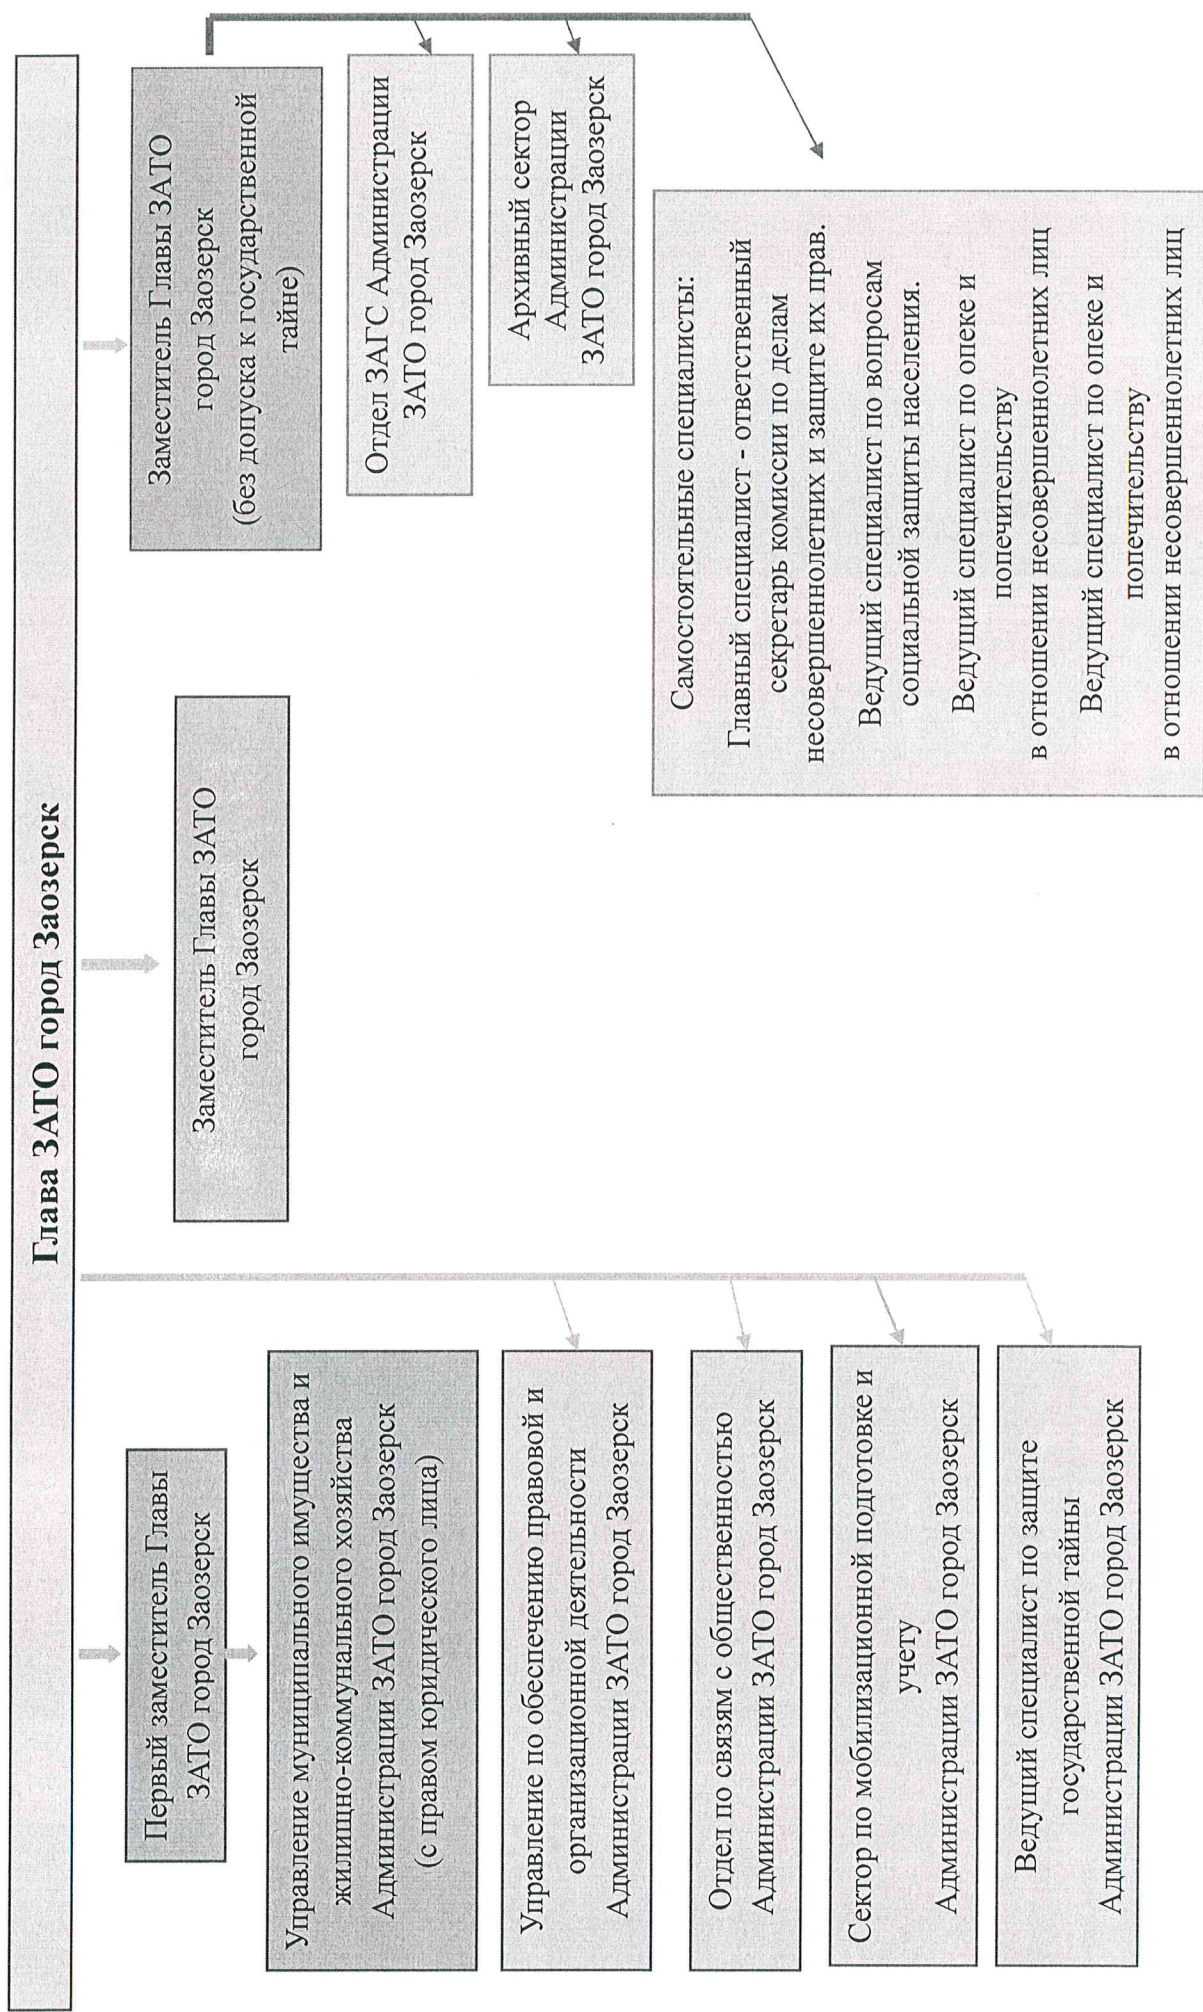 Глава ЗАТО город Заозерск
Первый заместитель Главы
ЗАТО город Заозерск
Управление муниципального имущества и
жилищно-коммунального хозяйства
Администрации ЗАТО город Заозерск
(с правом юридического лица)
Управление по обеспечению правовой и
организационной деятельности
Администрации ЗАТО город Заозерск
Отдел по связям с общественностью
Администрации ЗАТО город Заозерск
Сектор по мобилизационной подготовке и
учету
Администрации ЗАТО город Заозерск
Ведущий специалист по защите
государственной тайны
Администрации ЗАТО город Заозерск
Заместитель Главы ЗАТО
город Заозерск
Заместитель Главы ЗАТО
город Заозерск
(без допуска к государственной
тайне)
Отдел ЗАГС Администрации
ЗАТО город Заозерск
Архивный сектор
Администрации
ЗАТО город Заозерск
Самостоятельные специалисты:
Главный специалист - ответственный
секретарь комиссии по делам
несовершеннолетних и защите их прав.
Ведущий специалист по вопросам
социальной защиты населения.
Ведущий специалист по опеке и
попечительству
в отношении несовершеннолетних лиц
Ведущий специалист по опеке и
попечительству
в отношении несовершеннолетних лиц